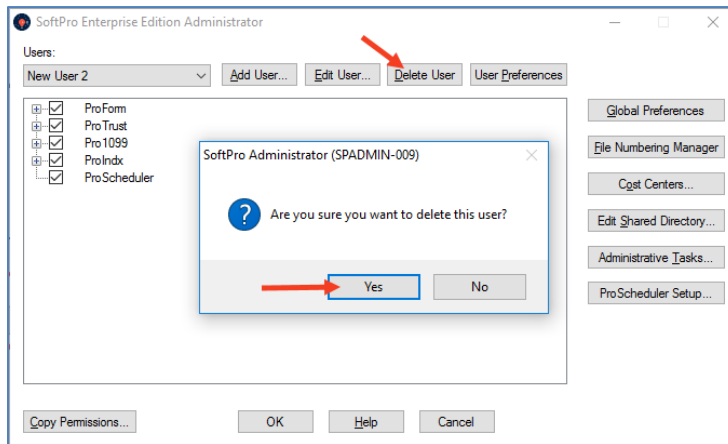 SoftPro Enterprise Edition Administrator
Users:
New User 2
Add User...
Edit User...
Delete User
User Preferences
ProForm
ProTrust
Pro1099
ProIndx
ProScheduler
Global Preferences
File Numbering Manager
Cost Centers...
Edit Shared Directory...
Administrative Tasks...
ProScheduler Setup...
SoftPro Administrator (SPADMIN-009)
Are you sure you want to delete this user?
Yes
No
Copy Permissions...
OK
Help
Cancel